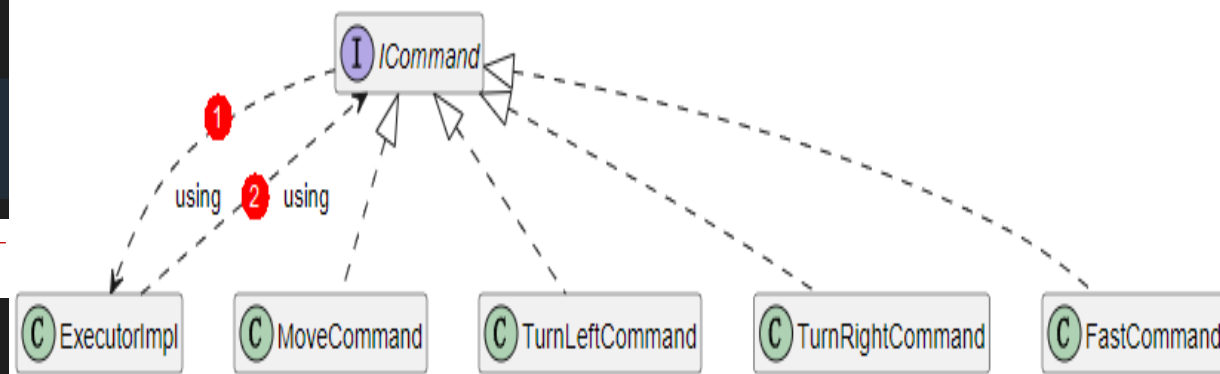 I ICommand
1
using 2 using
C ExecutorImpl C MoveCommand C TurnLeftCommand C TurnRightCommand C FastCommand